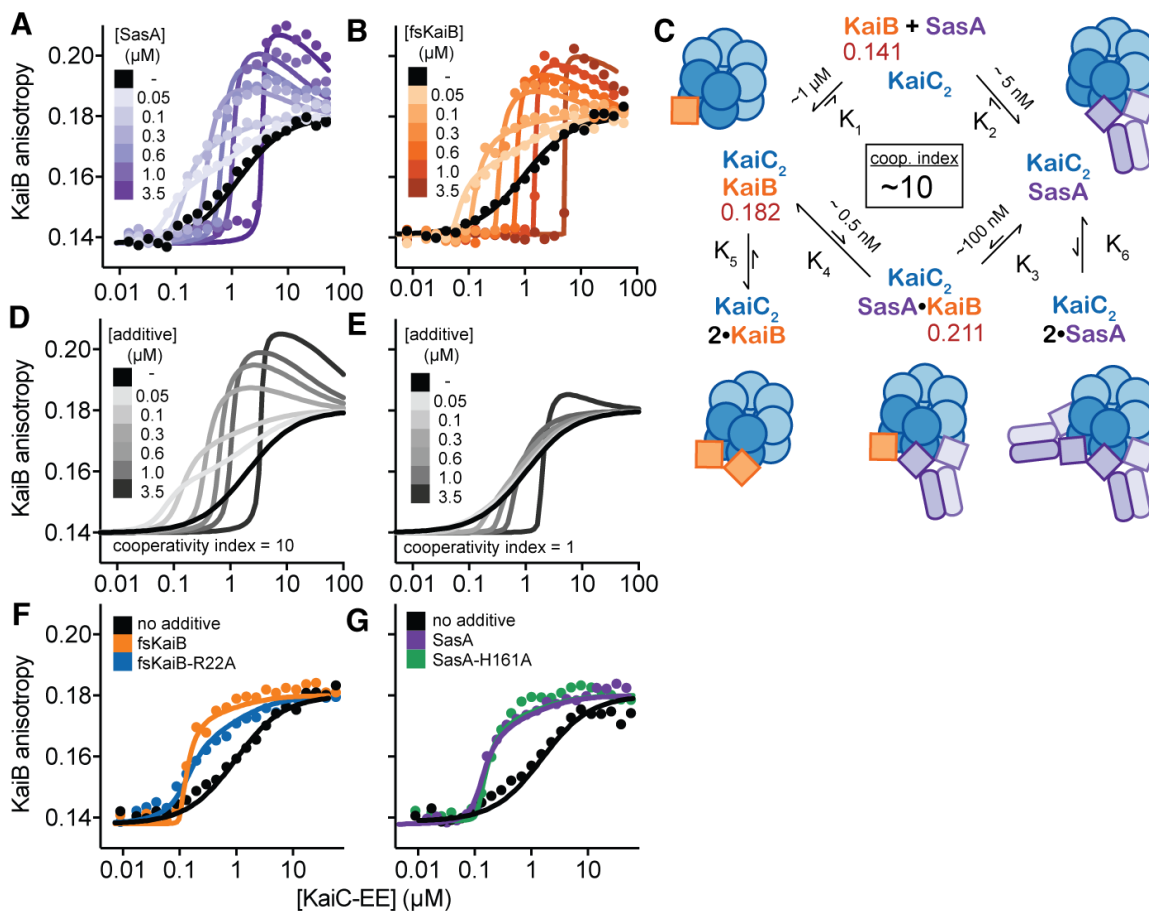 A
[SasA]
(µM)
-
0.05
0.1
0.3
0.6
1.0
3.5
KaiB anisotropy
0.20
0.18
0.16
0.14
0.01 0.1 1 10 100
B
[fsKaiB]
(µM)
-
0.05
0.1
0.3
0.6
1.0
3.5
0.01 0.1 1 10 100
C
KaiB + SasA
0.141
KaiC2
~1 µM
K1
~ 5 nM
K2
coop. index
~10
KaiC2
KaiB
0.182
KaiC2
SasA
~ 0.5 nM
K4
~100 nM
K3
K5
K6
KaiC2
2•KaiB
KaiC2
SasA•KaiB
0.211
KaiC2
2•SasA
D
[additive]
(µM)
-
0.05
0.1
0.3
0.6
1.0
3.5
KaiB anisotropy
0.20
0.18
0.16
0.14
cooperativity index = 10
0.01 0.1 1 10 100
E
[additive]
(µM)
-
0.05
0.1
0.3
0.6
1.0
3.5
cooperativity index = 1
0.01 0.1 1 10 100
F
no additive
fsKaiB
fsKaiB-R22A
KaiB anisotropy
0.20
0.18
0.16
0.14
0.01 0.1 1 10
G
no additive
SasA
SasA-H161A
0.01 0.1 1 10
[KaiC-EE] (µM)